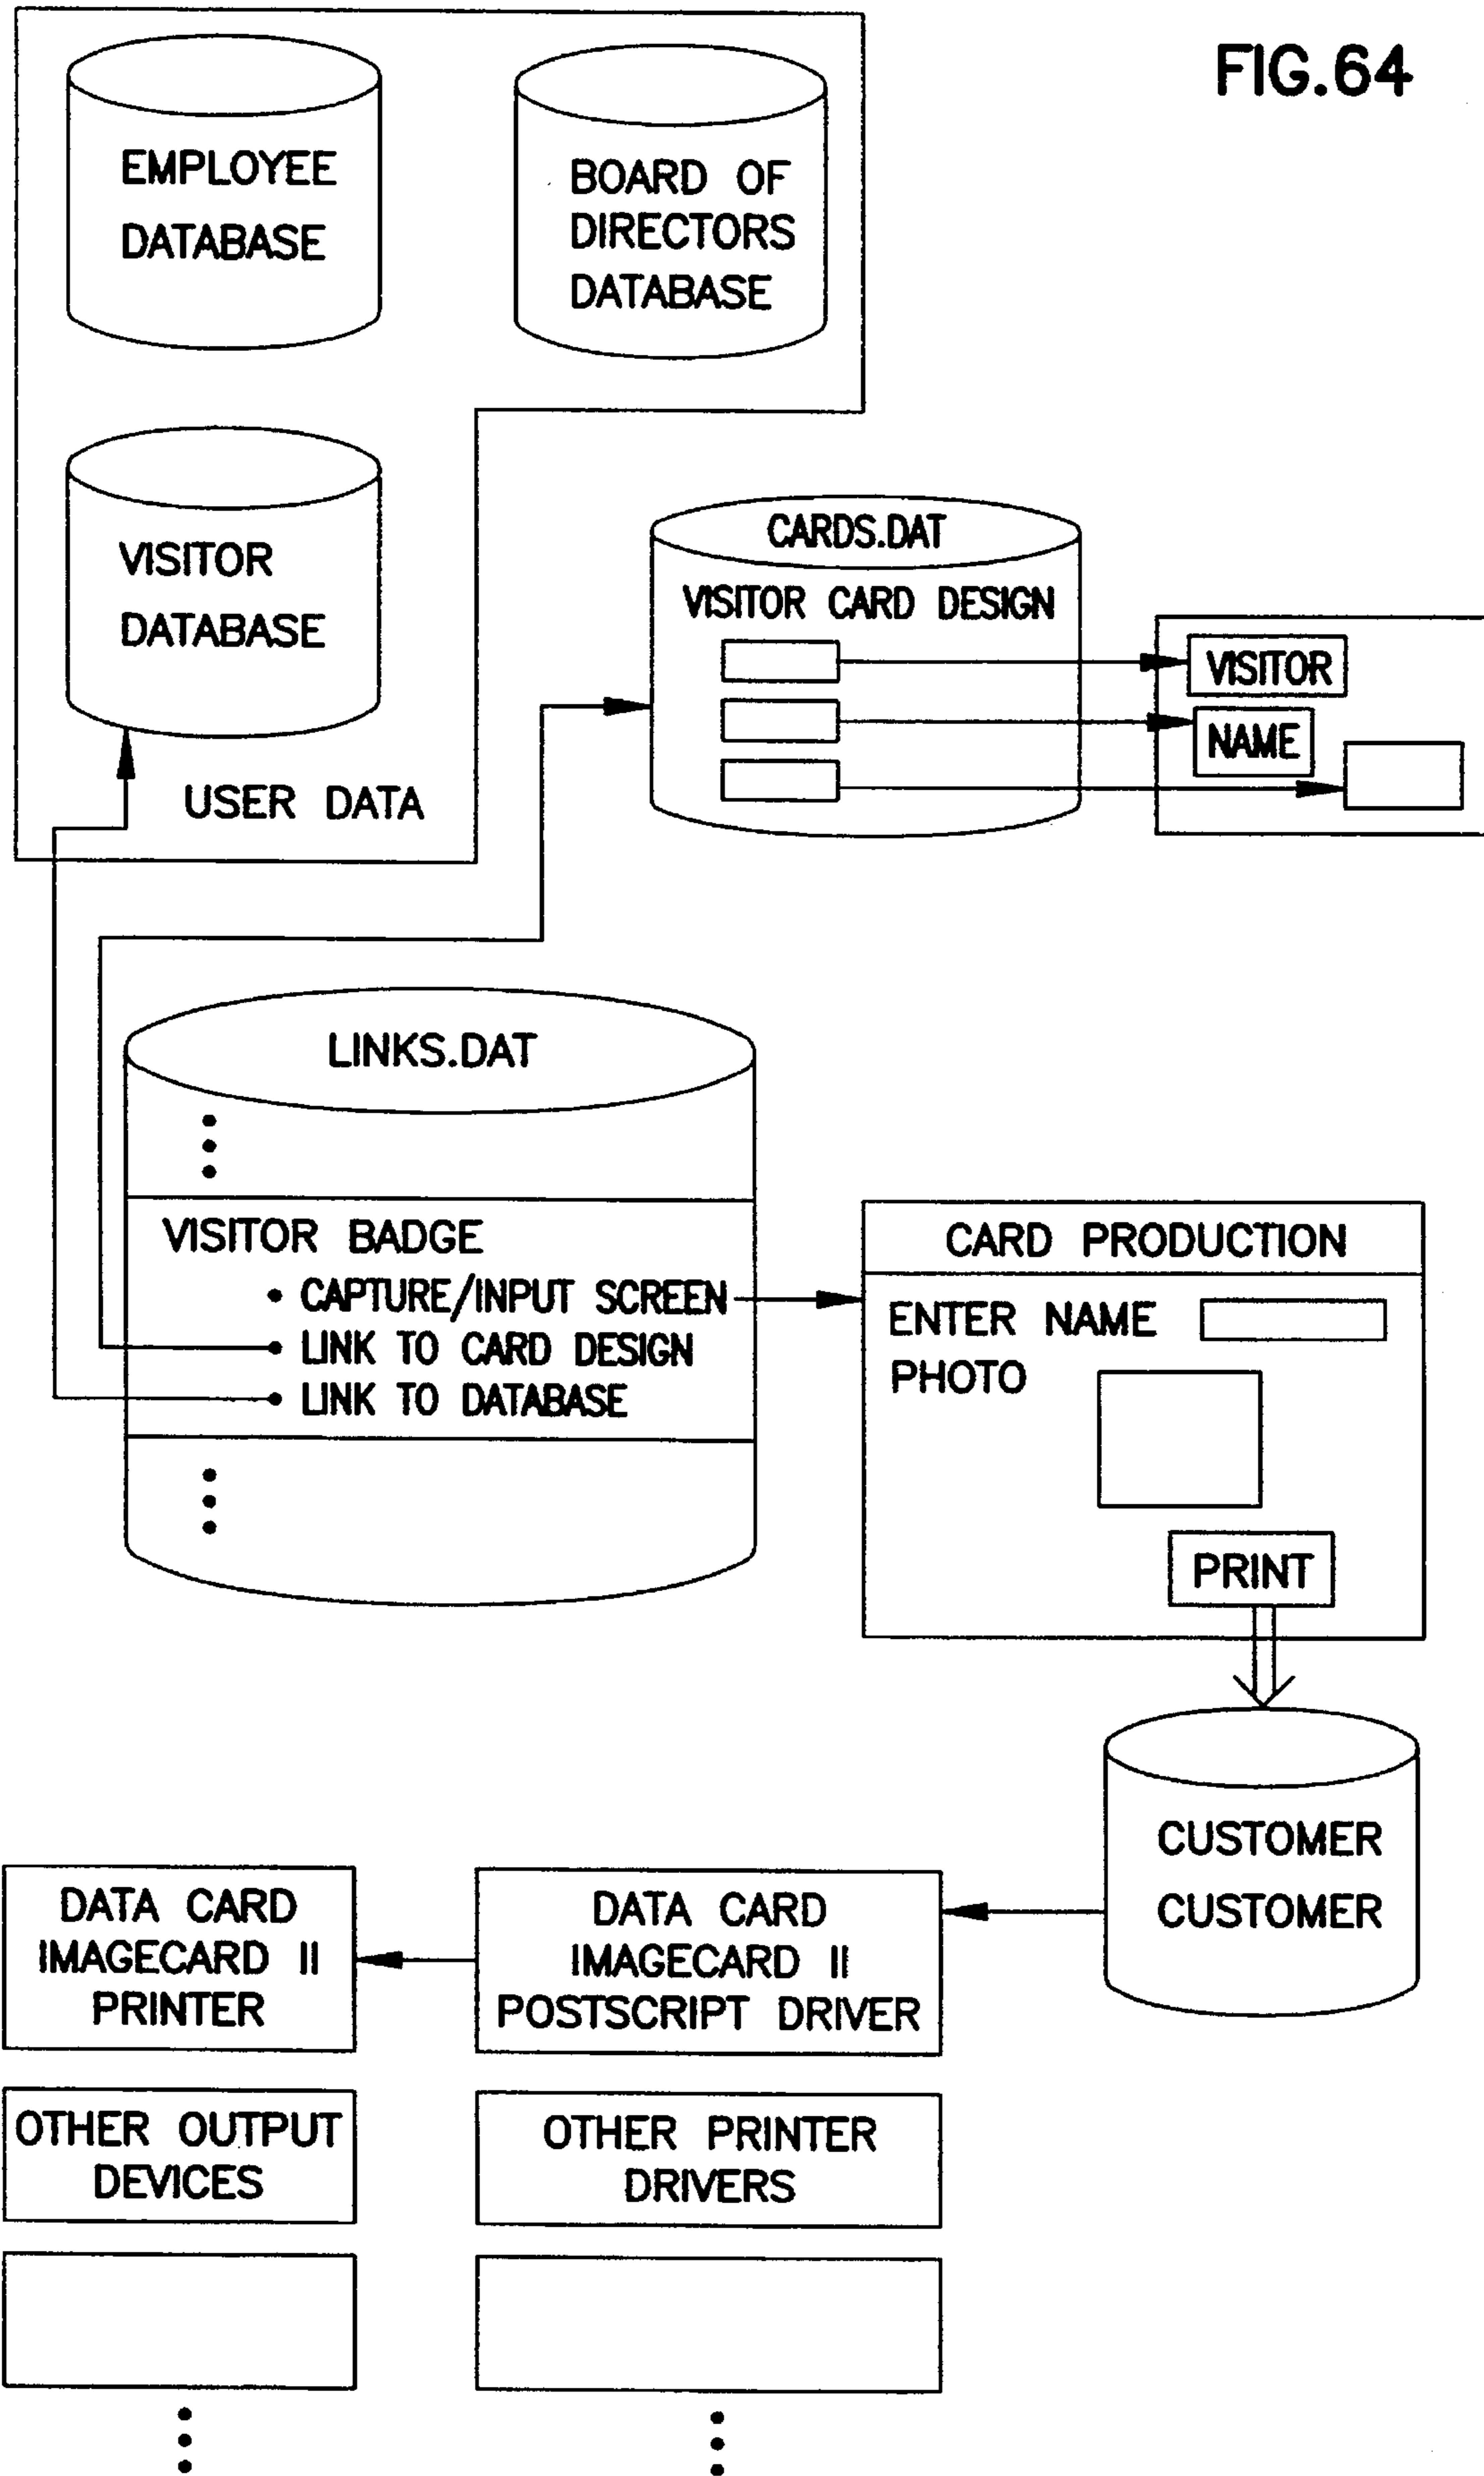 FIG.64
EMPLOYEE
DATABASE
BOARD OF
DIRECTORS
DATABASE
VISITOR
DATABASE
USER DATA
CARDS.DAT
VISITOR CARD DESIGN
VISITOR
NAME
LINKS.DAT
VISITOR BADGE
• CAPTURE/INPUT SCREEN
• LINK TO CARD DESIGN
• LINK TO DATABASE
CARD PRODUCTION
ENTER NAME
PHOTO
PRINT
CUSTOMER
CUSTOMER
DATA CARD
IMAGECARD II
POSTSCRIPT DRIVER
DATA CARD
IMAGECARD II
PRINTER
OTHER OUTPUT
DEVICES
OTHER PRINTER
DRIVERS